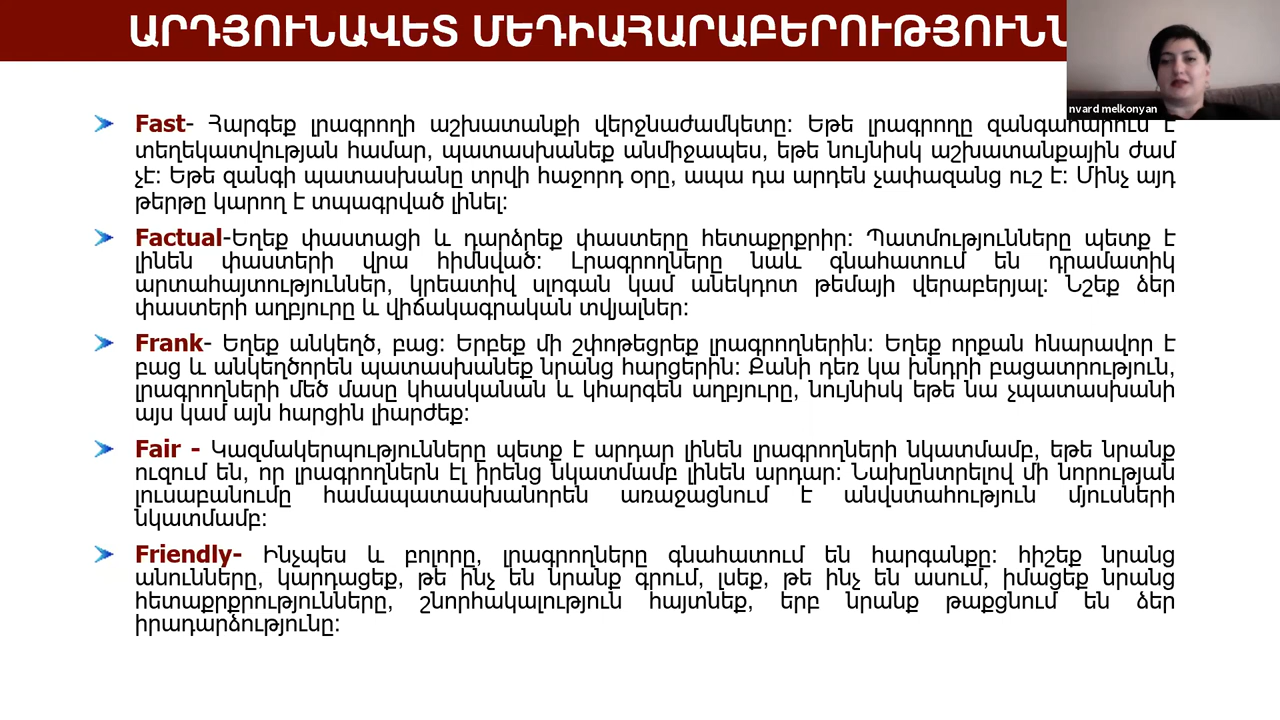 ԱՐԴՅՈՒՆԱՎԵՏ ՄԵԴԻԱՀԱՐԱԲԵՐՈՒԹՅՈՒՆՆ
nvard melkonyan
Fast- Հարգեք լրագրողի աշխատանքի վերջնաժամկետը: Եթե լրագրողը զանգահարում է
տեղեկատվության համար, պատասխանեք անմիջապես, եթե նույնիսկ աշխատանքային ժամ
չէ: Եթե զանգի պատասխանը տրվի հաջորդ օրը, ապա դա արդեն չափազանց ուշ է: Մինչ այդ
թերթը կարող է տպագրված լինել:
Factual-Եղեք փաստացի և դարձրեք փաստերը հետաքրքրիր: Պատմությունները պետք է
լինեն փաստերի վրա հիմնված: Լրագրողները նաև գնահատում են դրամատիկ
արտահայտություններ, կրեատիվ սլոգան կամ անեկդոտ թեմայի վերաբերյալ: Նշեք ձեր
փաստերի աղբյուրը և վիճակագրական տվյալներ:
Frank- Եղեք անկեղծ, բաց: Երբեք մի շփոթեցրեք լրագրողներին: Եղեք որքան հնարավոր է
բաց և անկեղծորեն պատասխանեք նրանց հարցերին: Քանի դեռ կա խնդրի բացատրություն,
լրագրողների մեծ մասը կհասկանան և կհարգեն աղբյուրը, նույնիսկ եթե նա չպատասխանի
այս կամ այն հարցին լիարժեք:
Fair - Կազմակերպությունները պետք է արդար լինեն լրագրողների նկատմամբ, եթե նրանք
ուզում են, որ լրագրողներն էլ իրենց նկատմամբ լինեն արդար: Նախընտրելով մի նորության
լուսաբանումը համապատասխանորեն առաջացնում է անվստահություն մյուսների
նկատմամբ:
Friendly- Ինչպես և բոլորը, լրագրողները գնահատում են հարգանքը: հիշեք նրանց
անունները, կարդացեք, թե ինչ են նրանք գրում, լսեք, թե ինչ են ասում, իմացեք նրանց
հետաքրքրությունները, շնորհակալություն հայտնեք, երբ նրանք թաքցնում են ձեր
իրադարձությունը: